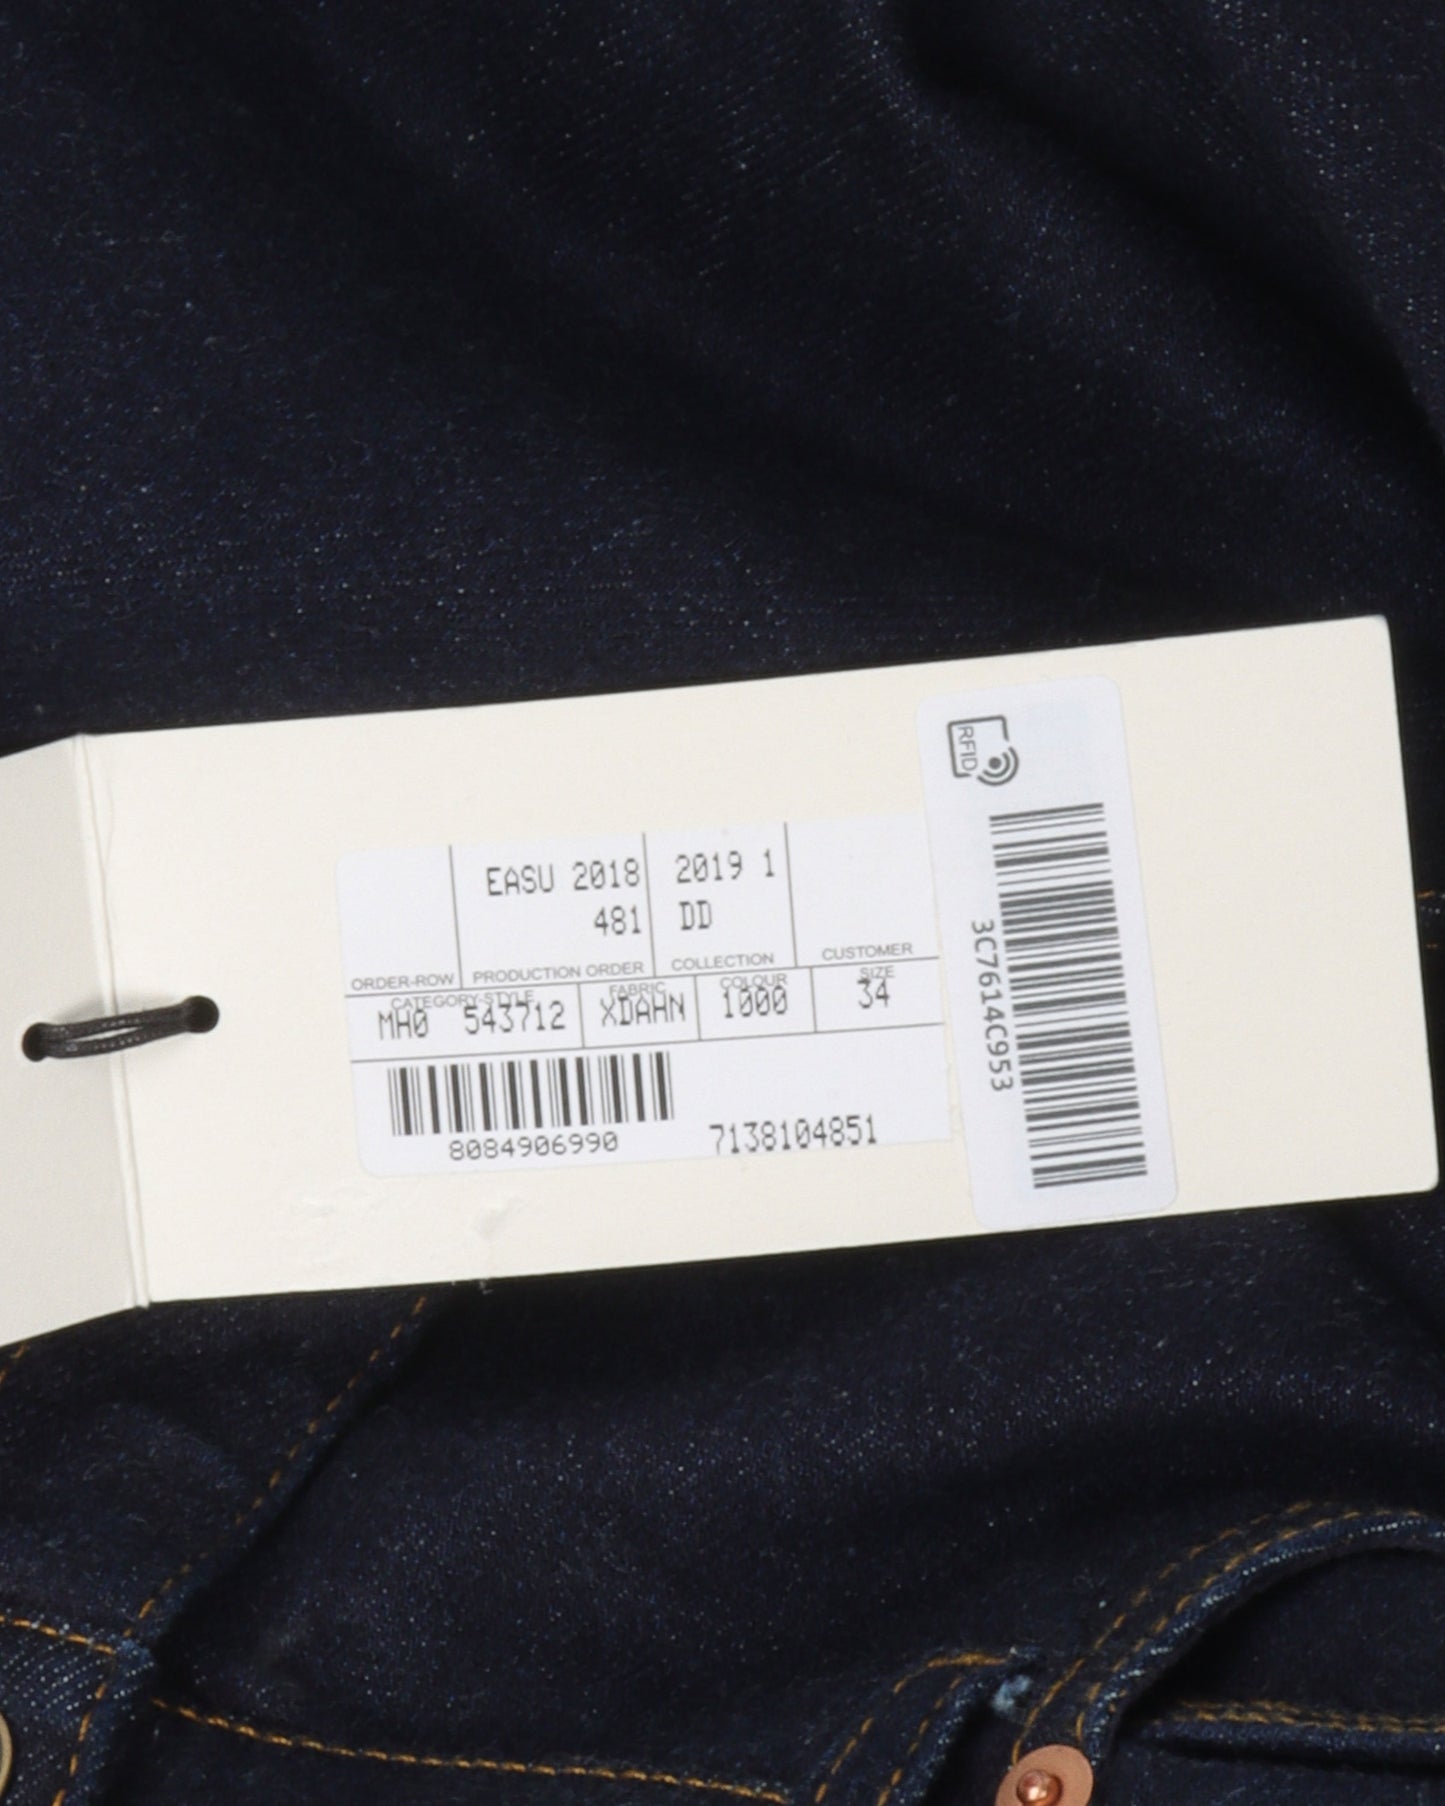 EASU 2018 2019 1
481 DD
ORDER-ROW PRODUCTION ORDER COLLECTION CUSTOMER
CATEGORY-STYLE FABRIC COLOUR SIZE
MH0 543712 XDAHN 1000 34
8084906990 7138104851
RFID
3C7614C953